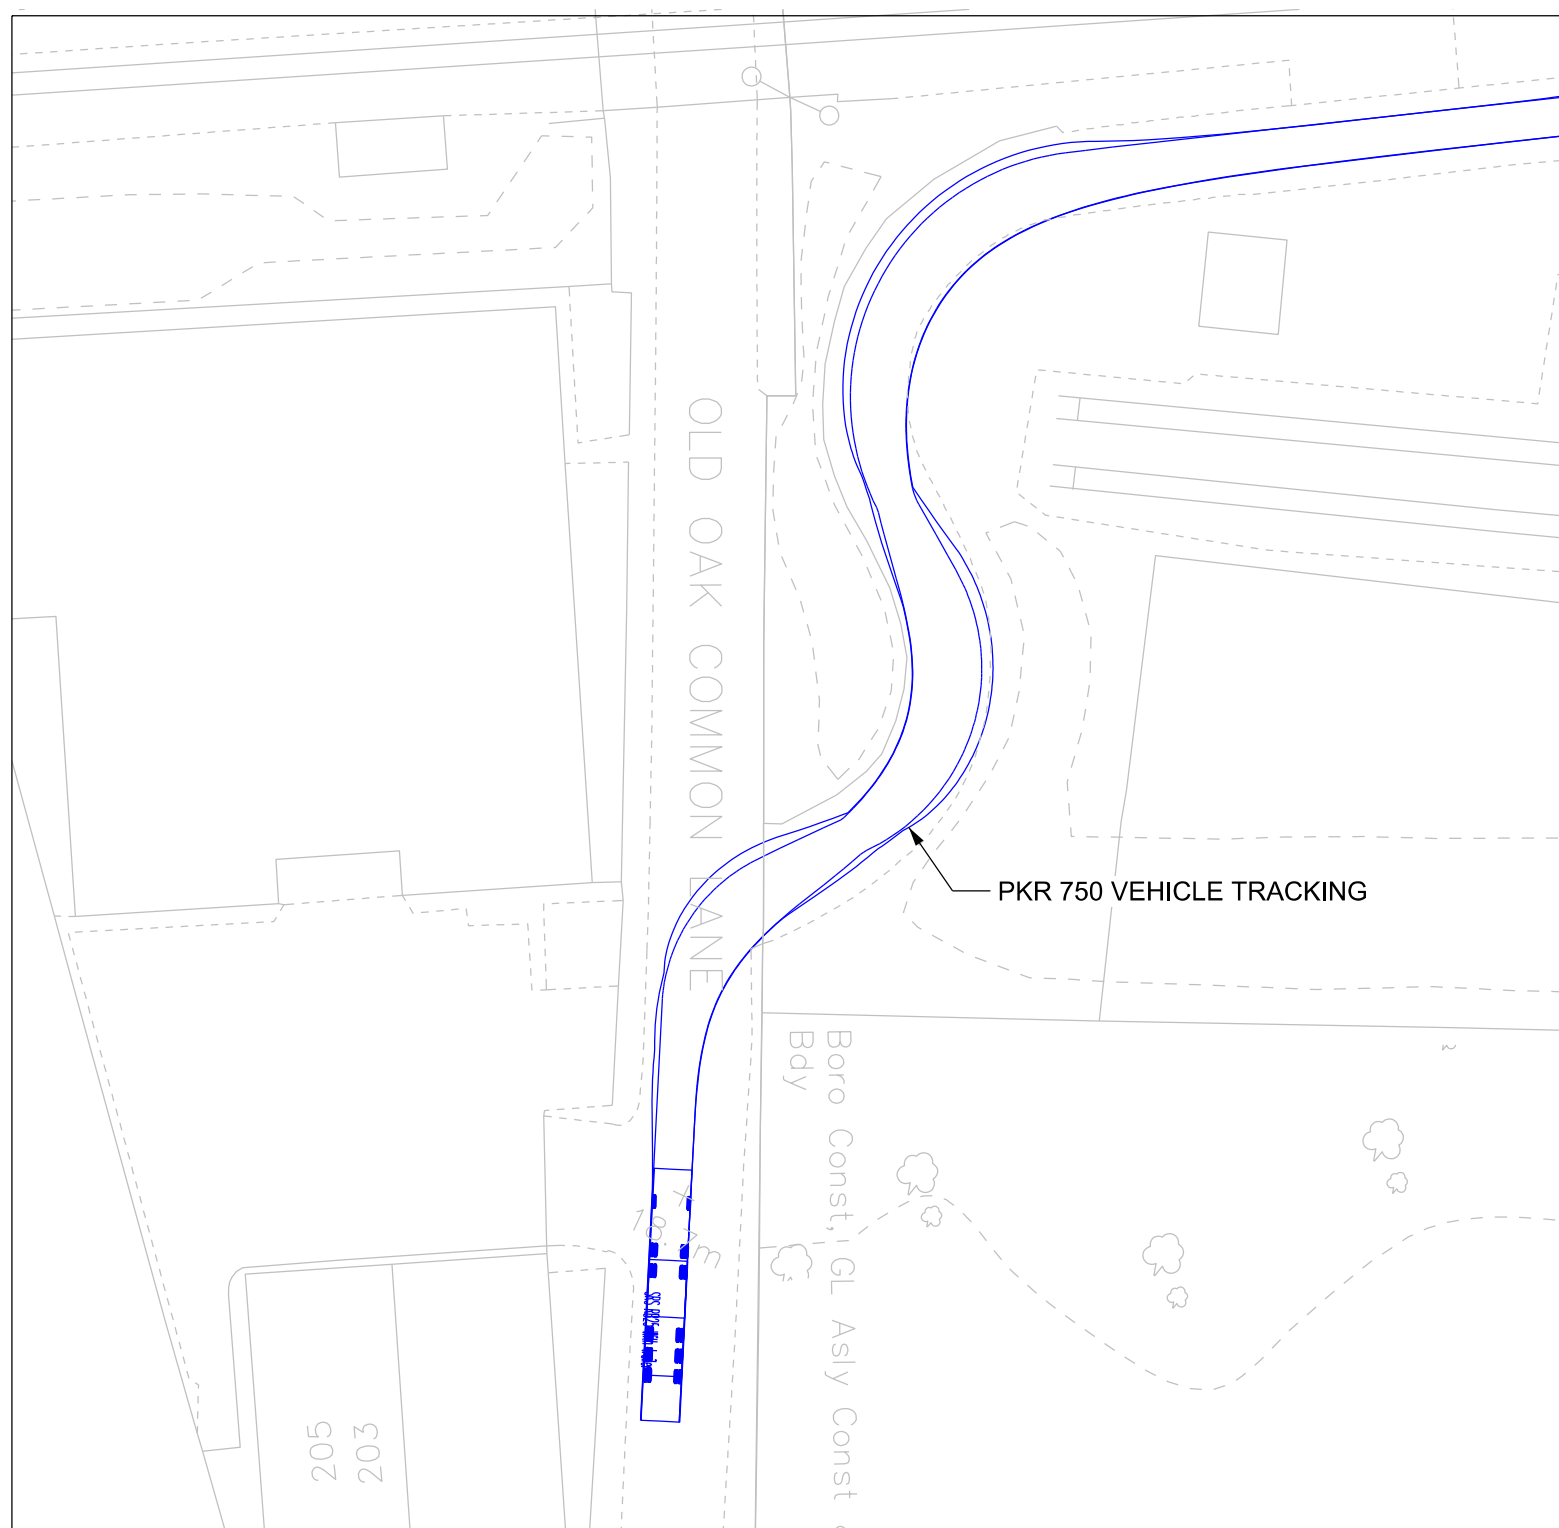 OLD OAK COMMON LANE
PKR 750 VEHICLE TRACKING
Boro Const, GL Asly Const
Bdy
205
203